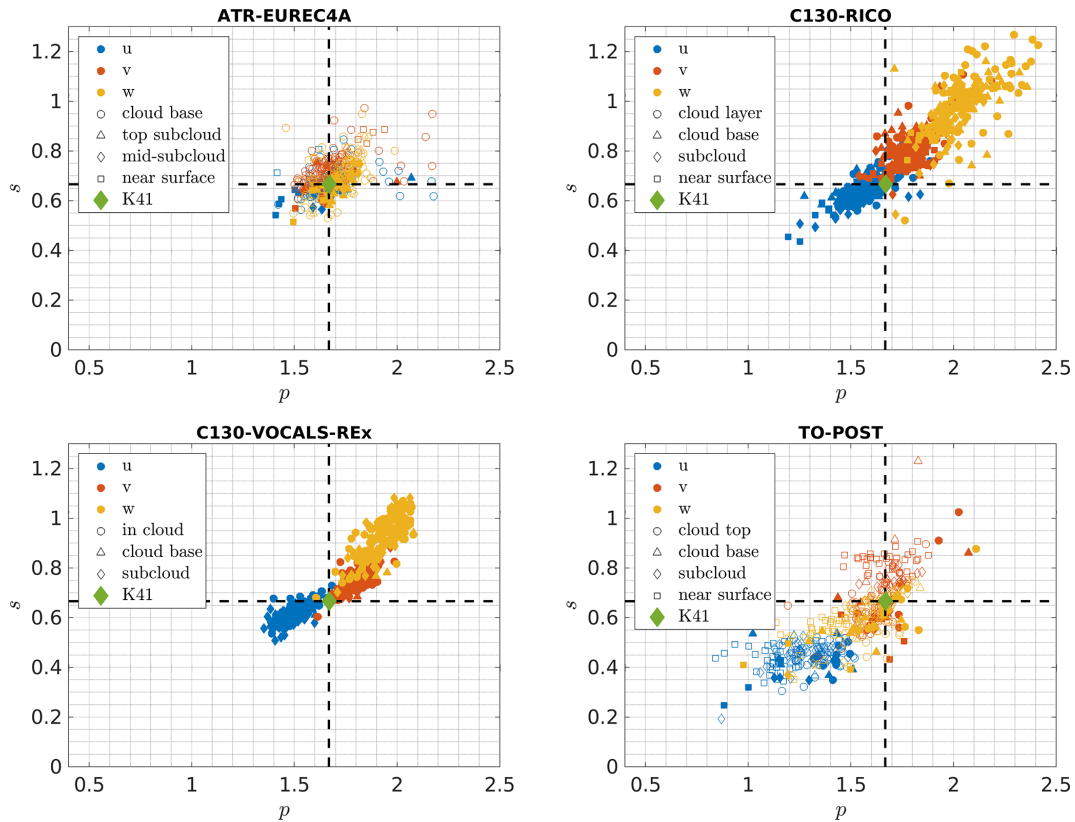 ATR-EUREC4A
1.2
1
0.8
0.6
0.4
0.2
0
s
u
v
w
cloud base
top subcloud
mid-subcloud
near surface
K41
0.5
1
1.5
2
2.5
p
C130-RICO
1.2
1
0.8
0.6
0.4
0.2
0
s
u
v
w
cloud layer
cloud base
subcloud
near surface
K41
0.5
1
1.5
2
2.5
p
C130-VOCALS-REx
1.2
1
0.8
0.6
0.4
0.2
0
s
u
v
w
in cloud
cloud base
subcloud
K41
0.5
1
1.5
2
2.5
p
TO-POST
1.2
1
0.8
0.6
0.4
0.2
0
s
u
v
w
cloud top
cloud base
subcloud
near surface
K41
0.5
1
1.5
2
2.5
p